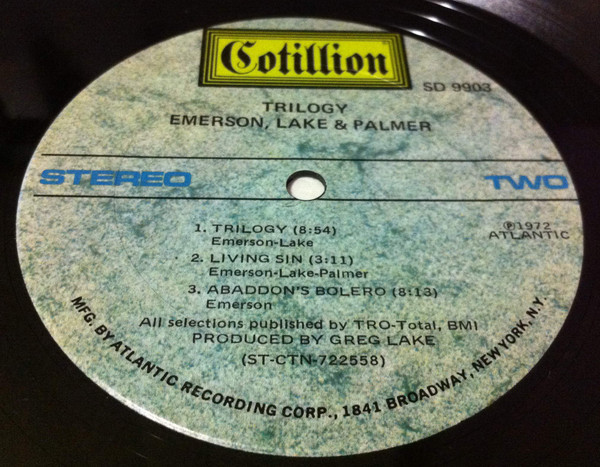 Cotillion
SD 9903
TRILOGY
EMERSON, LAKE & PALMER
STEREO
TWO
℗1972
ATLANTIC
1. TRILOGY (8:54)
Emerson-Lake
2. LIVING SIN (3:11)
Emerson-Lake-Palmer
3. ABADDON'S BOLERO (8:13)
Emerson
All selections published by TRO-Total, BMI
PRODUCED BY GREG LAKE
(ST-CTN-722558)
MFG. BY ATLANTIC RECORDING CORP., 1841 BROADWAY, NEW YORK, N.Y.